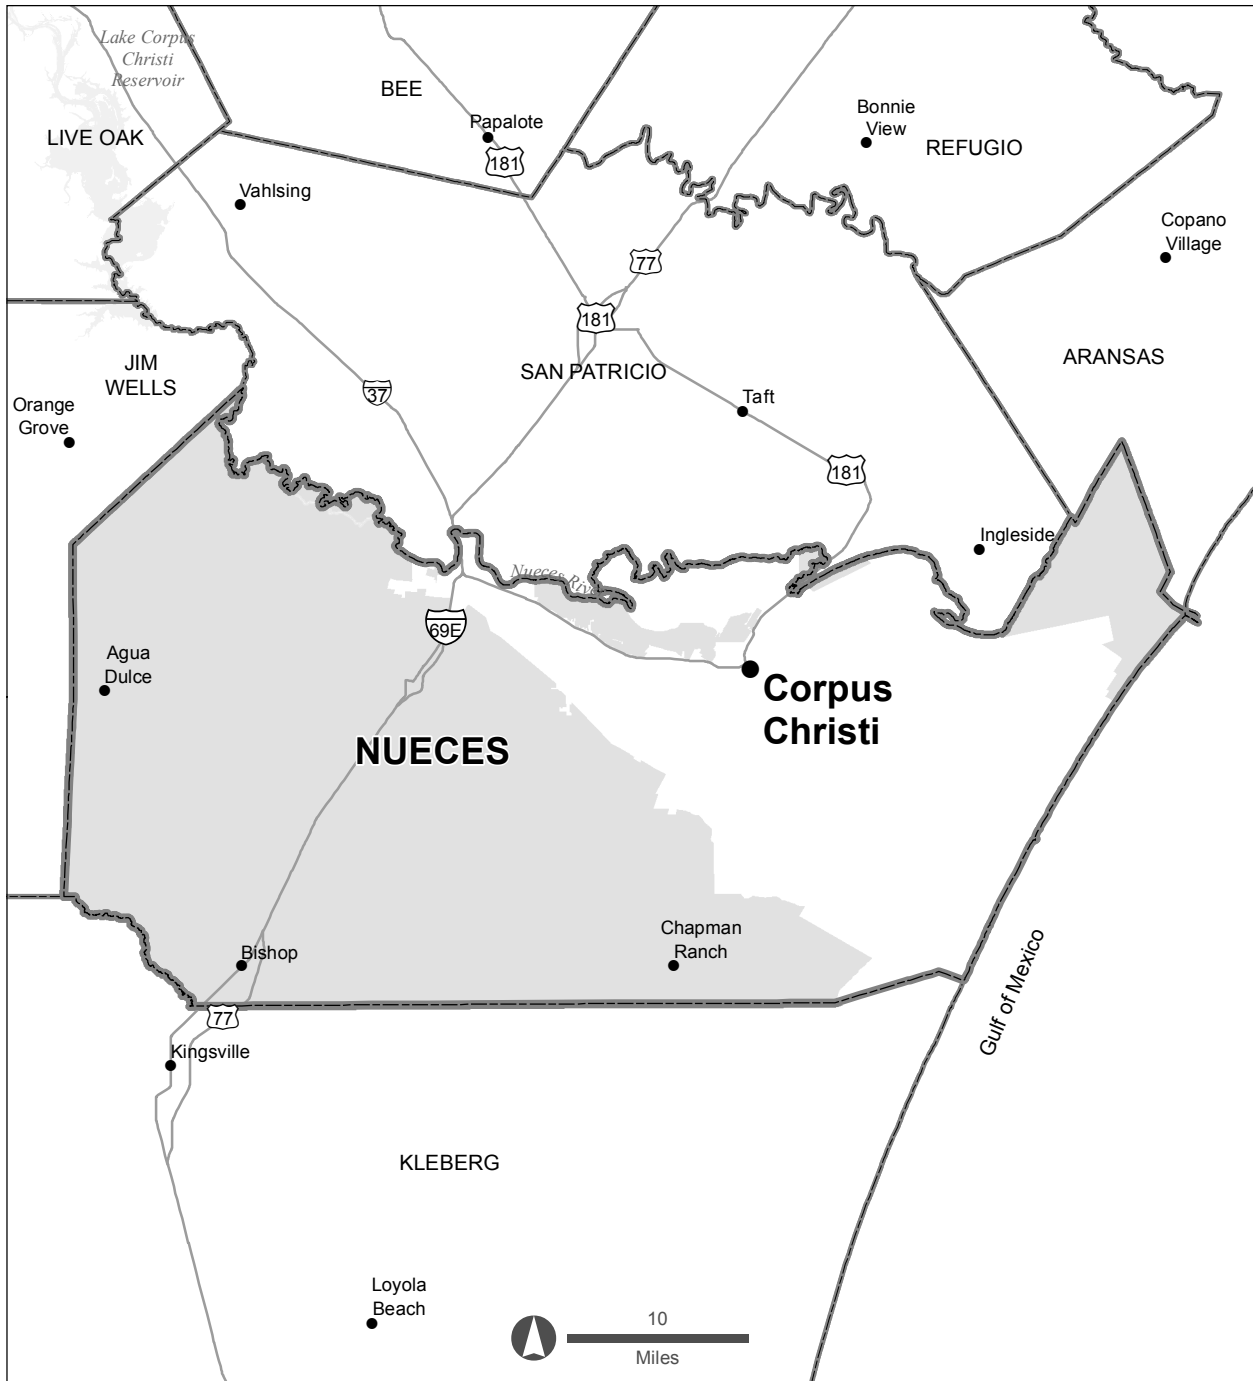 Lake Corpus
Christi
Reservoir
BEE
Bonnie
View
Papalote
LIVE OAK
REFUGIO
181
Vahlsing
Copano
Village
77
181
ARANSAS
JIM
WELLS
SAN PATRICIO
37
Taft
Orange
Grove
181
Ingleside
Nueces River
69E
Agua
Dulce
Corpus
Christi
NUECES
Chapman
Ranch
Bishop
Gulf of Mexico
77
Kingsville
KLEBERG
Loyola
Beach
10
Miles